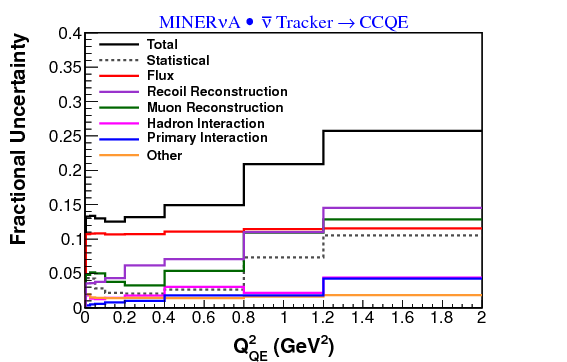 MINERνA • ν̅ Tracker → CCQE
Fractional Uncertainty
0.4
0.35
0.3
0.25
0.2
0.15
0.1
0.05
0
Total
Statistical
Flux
Recoil Reconstruction
Muon Reconstruction
Hadron Interaction
Primary Interaction
Other
0 0.2 0.4 0.6 0.8 1 1.2 1.4 1.6 1.8 2
Q²QE (GeV²)